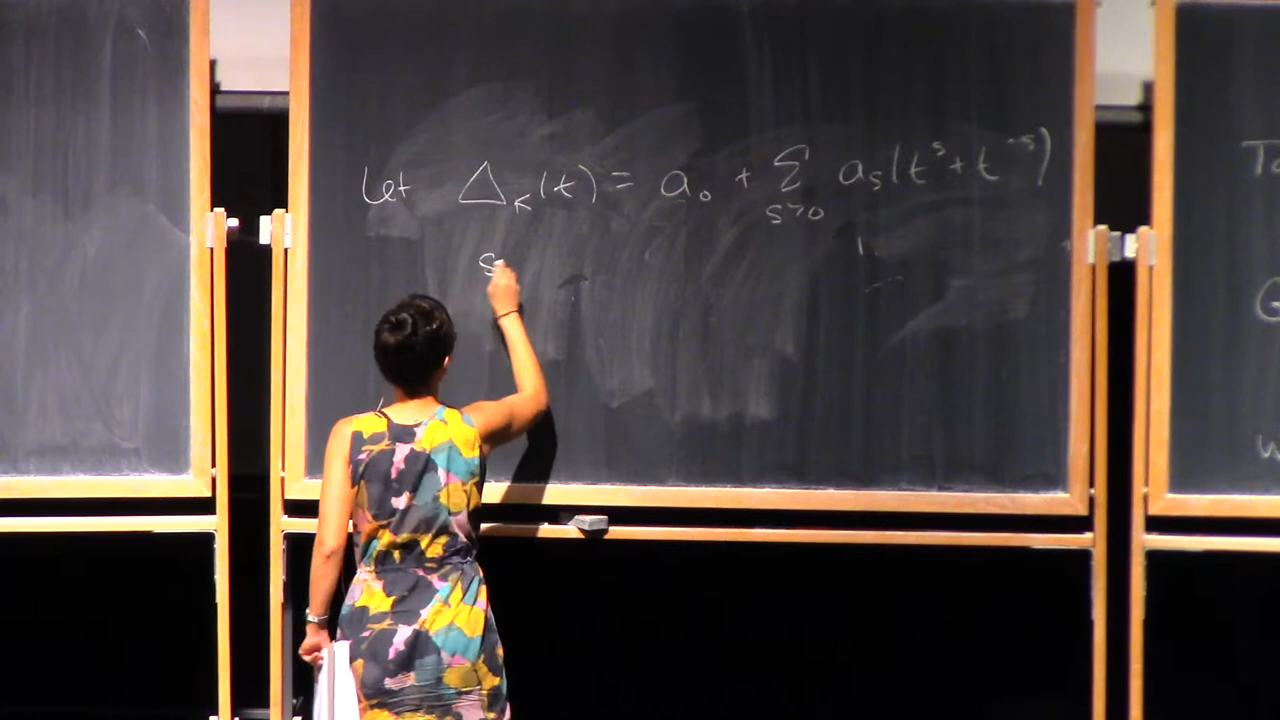 Let Δ_K(t) = a_0 + Σ_{s>0} a_s(t^s + t^{-s})
S